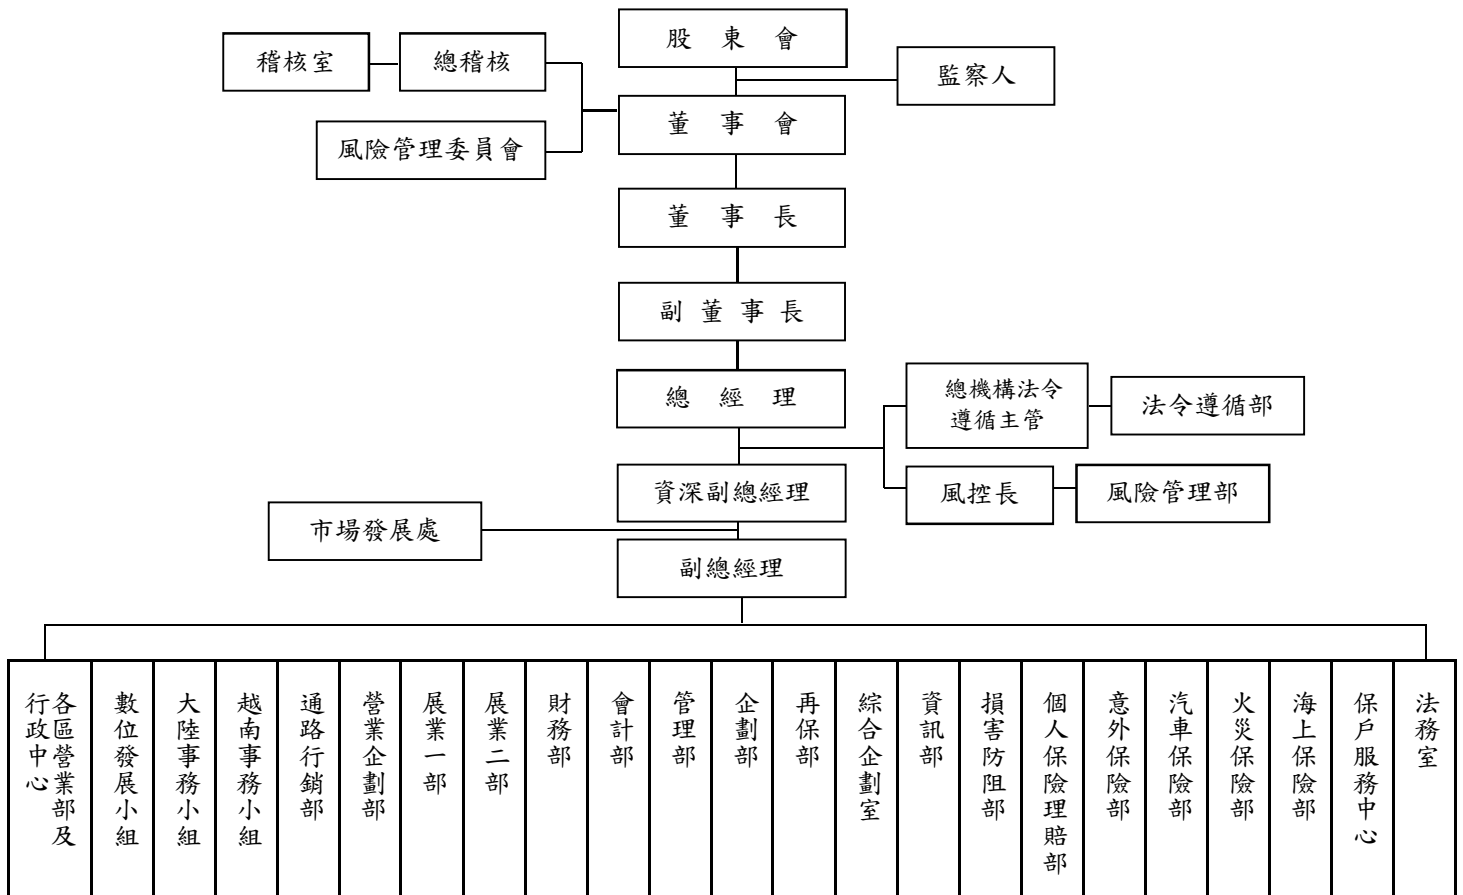 股東會
稽核室
總稽核
監察人
董事會
風險管理委員會
董事長
副董事長
總經理
總機構法令
遵循主管
法令遵循部
資深副總經理
風控長
風險管理部
市場發展處
副總經理
各區營業部及
行政中心
數位發展小組
大陸事務小組
越南事務小組
通路行銷部
營業企劃部
展業一部
展業二部
財務部
會計部
管理部
企劃部
再保部
綜合企劃室
資訊部
損害防阻部
個人保險理賠部
意外保險部
汽車保險部
火災保險部
海上保險部
保戶服務中心
法務室